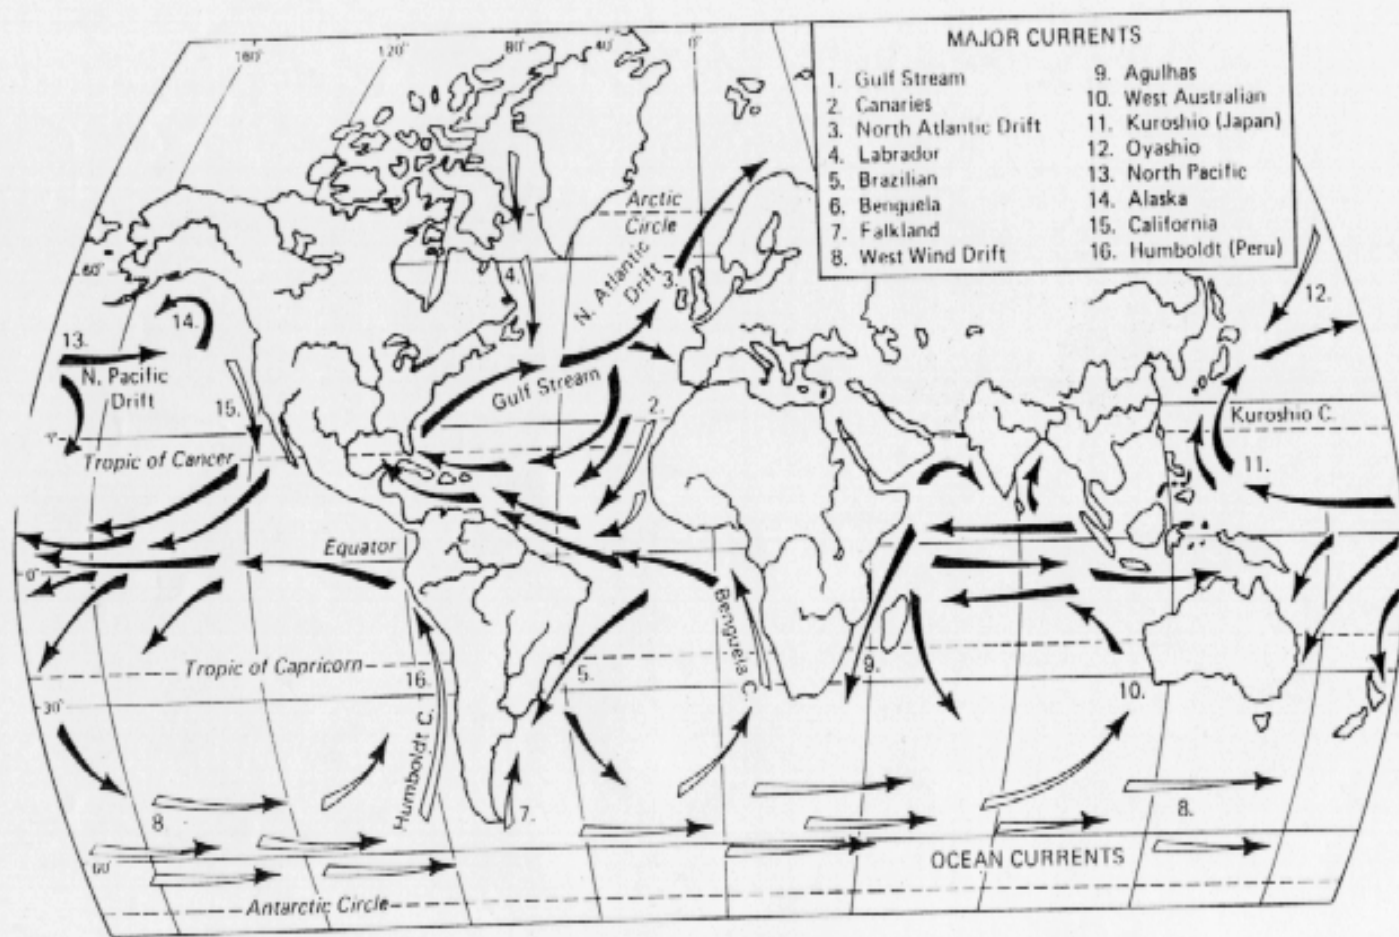 160°
120°
80°
40°
0°
MAJOR CURRENTS
1. Gulf Stream
2. Canaries
3. North Atlantic Drift
4. Labrador
5. Brazilian
6. Benguela
7. Falkland
8. West Wind Drift
9. Agulhas
10. West Australian
11. Kuroshio (Japan)
12. Oyashio
13. North Pacific
14. Alaska
15. California
16. Humboldt (Peru)
Arctic
Circle
60°
4.
N. Atlantic
Drift
3.
12.
14.
13.
N. Pacific
Drift
Gulf Stream
15.
2.
Kuroshio C.
Tropic of Cancer
11.
Equator
0°
Benguela C.
Tropic of Capricorn
16.
5.
9.
10.
30°
Humboldt C.
8
7.
8.
60°
OCEAN CURRENTS
Antarctic Circle